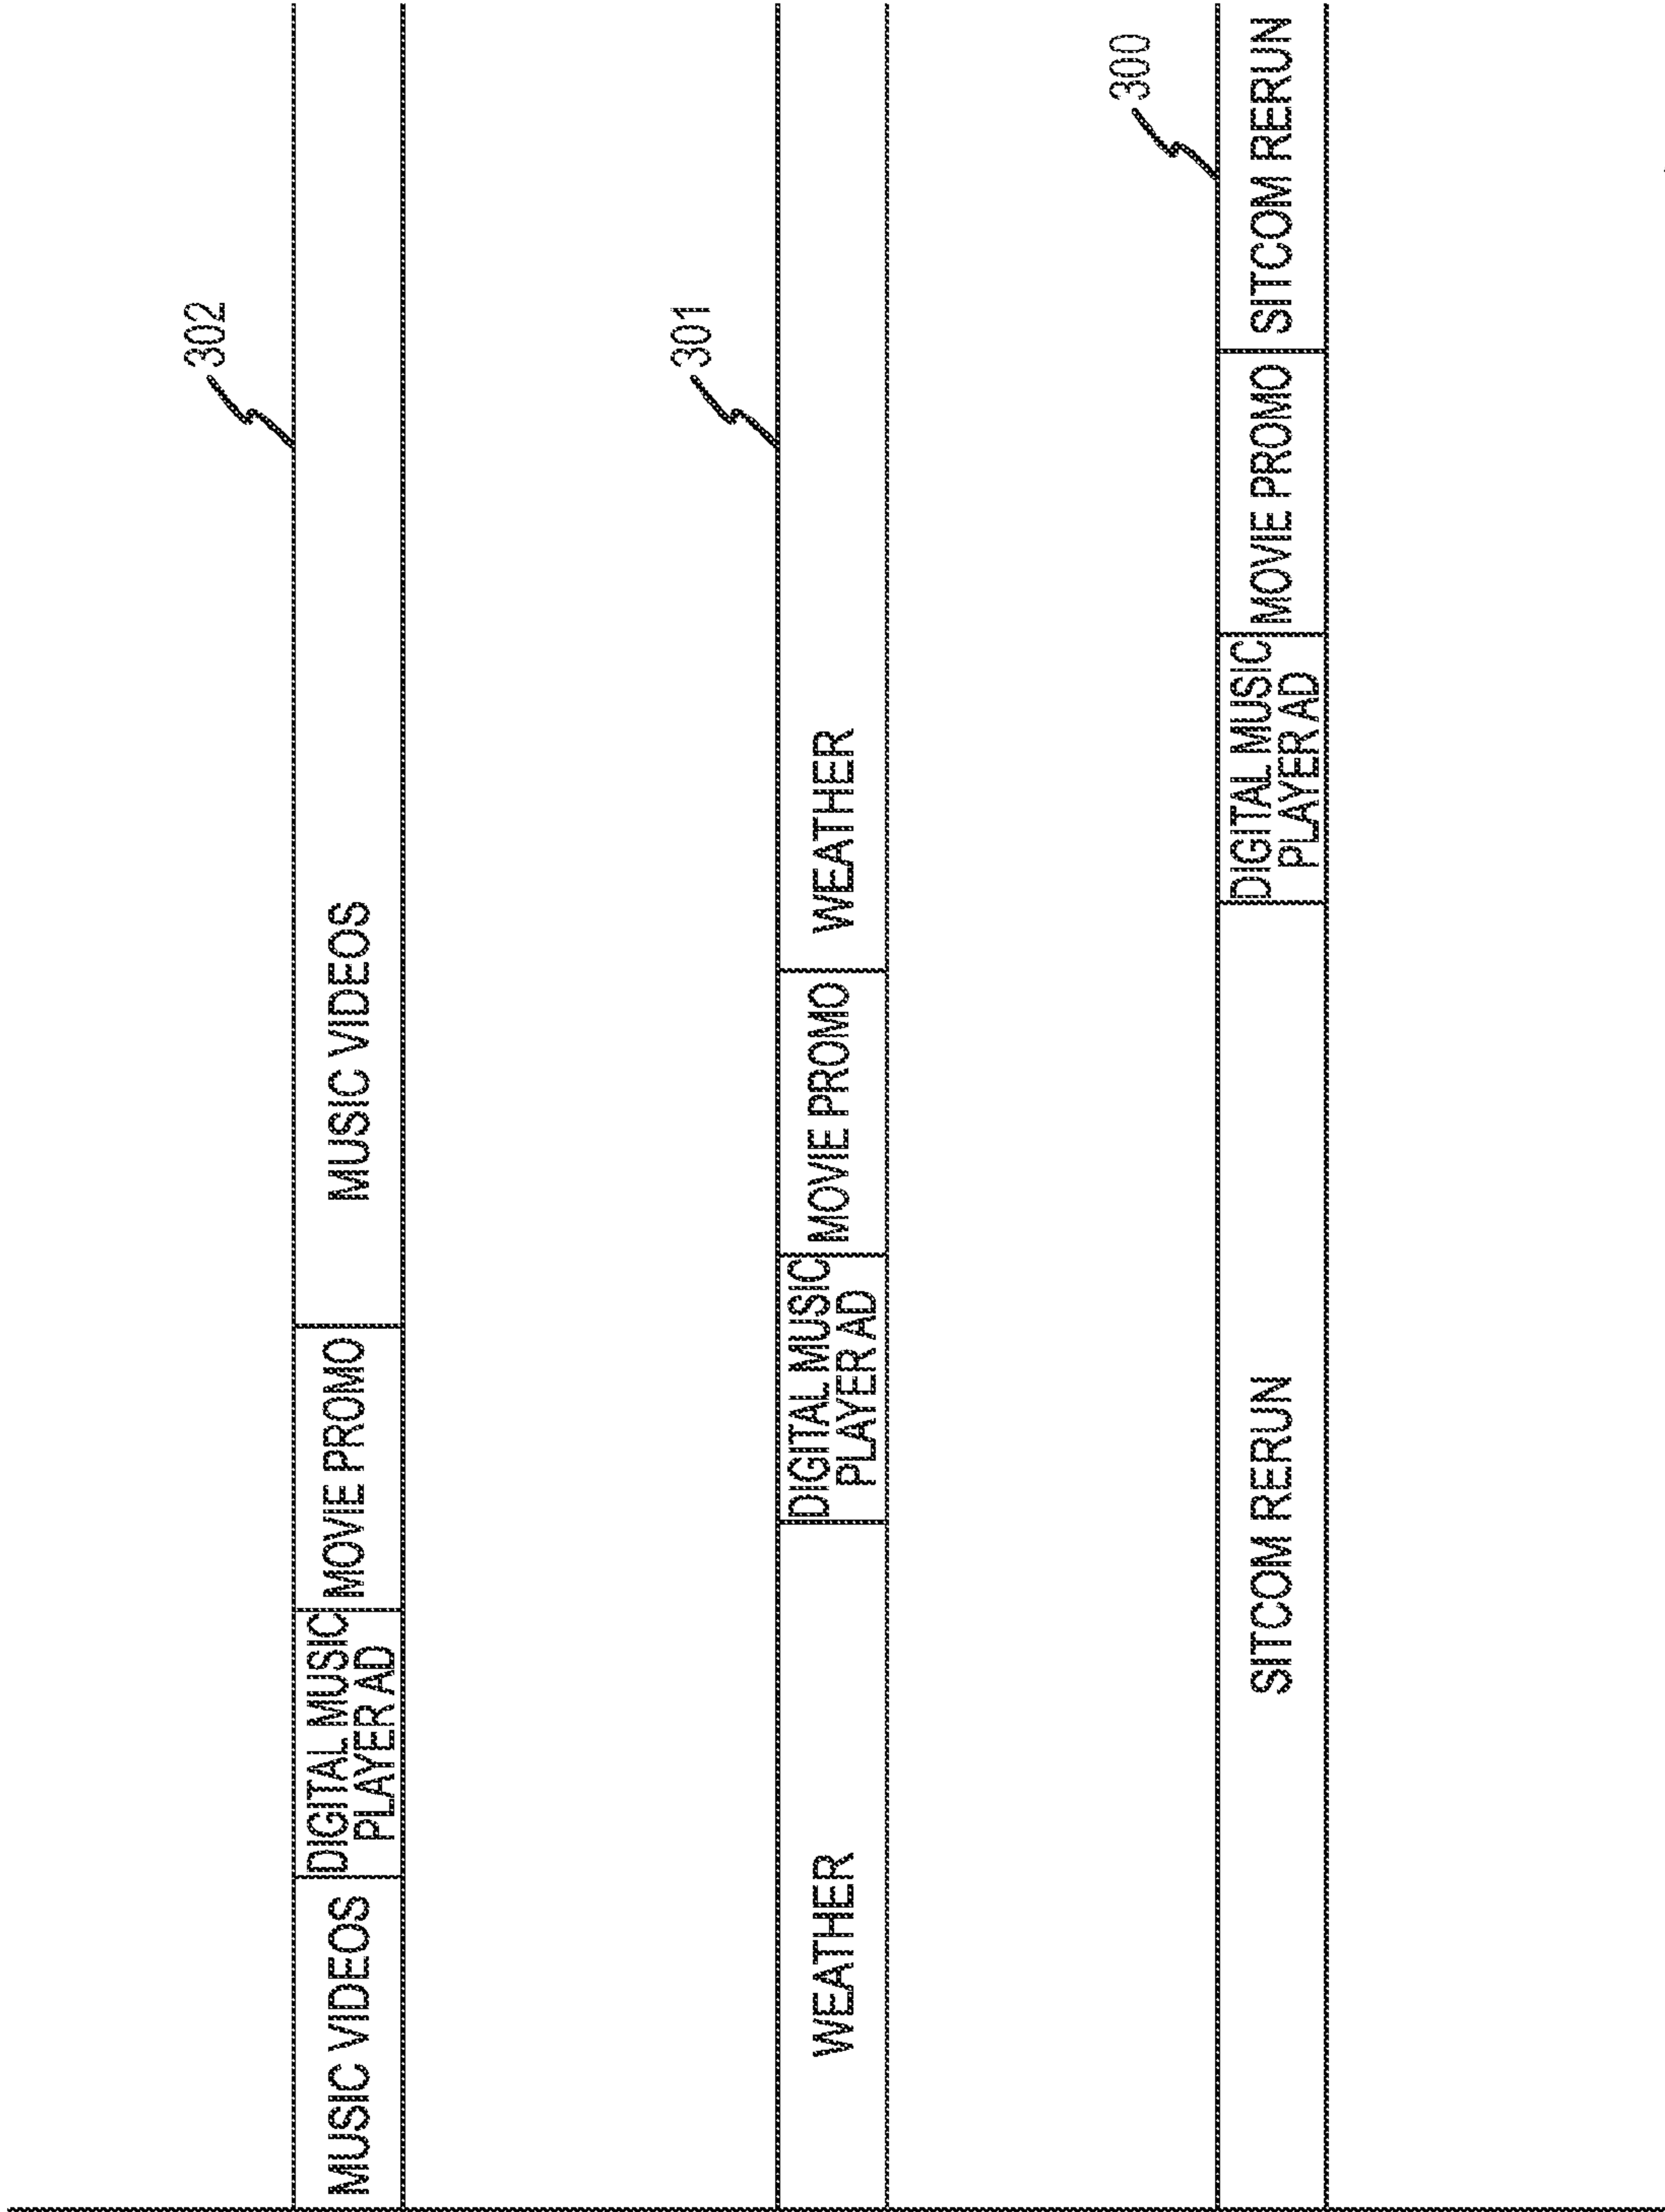 302
MUSIC VIDEOS
DIGITAL MUSIC
PLAYER AD
MOVIE PROMO
MUSIC VIDEOS
301
WEATHER
DIGITAL MUSIC
PLAYER AD
MOVIE PROMO
WEATHER
300
SITCOM RERUN
DIGITAL MUSIC
PLAYER AD
MOVIE PROMO
SITCOM RERUN